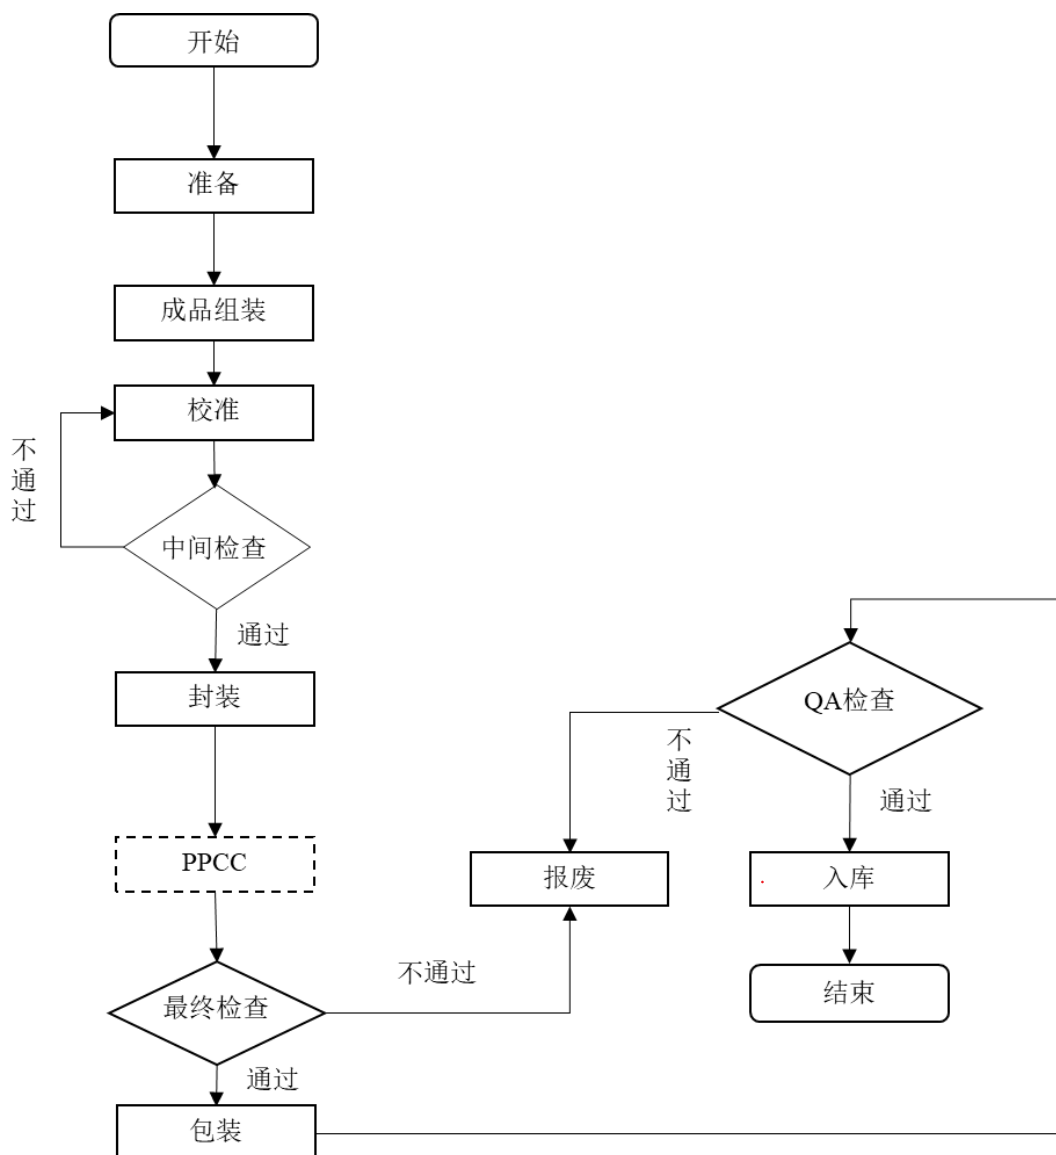 开始
准备
成品组装
校准
不通过
中间检查
通过
封装
PPCC
最终检查
不通过
通过
包装
QA检查
不通过
通过
报废
入库
结束